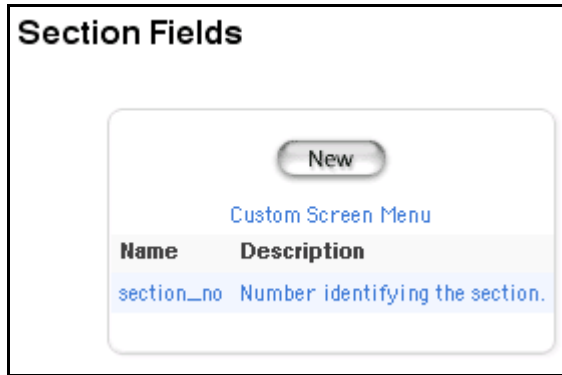 Section Fields
New
Custom Screen Menu
Name Description
section_no Number identifying the section.